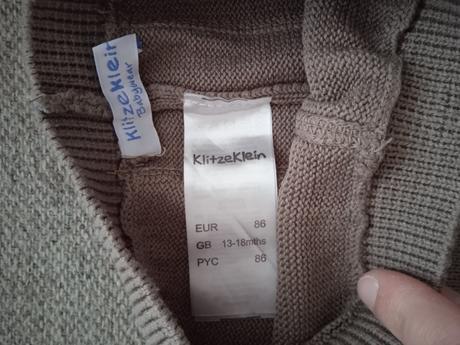 KlitzeKlein
Babywear
KlitzeKlein
EUR 86
GB 13-18mths
PYC 86